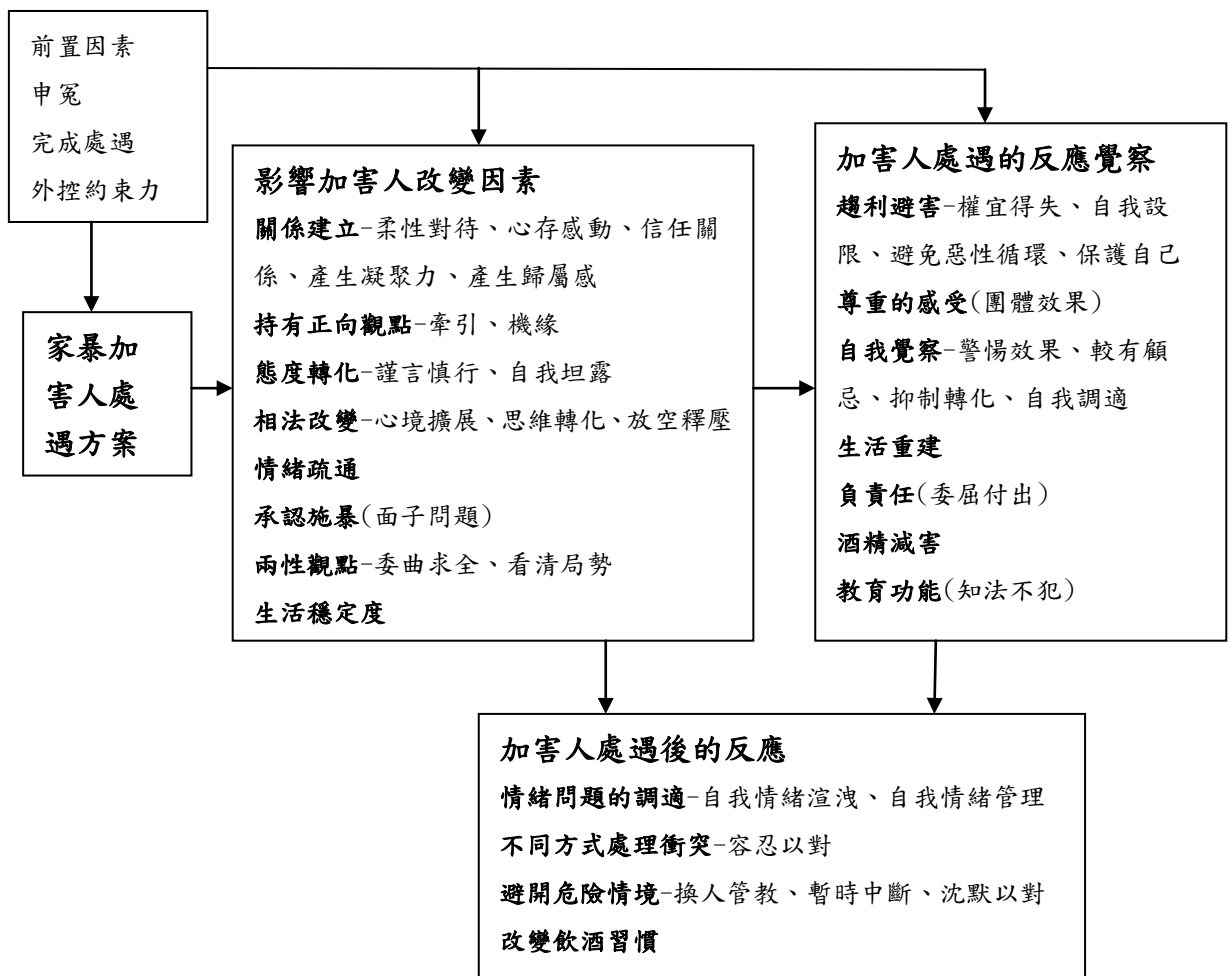 前置因素
申冤
完成處遇
外控約束力
家暴加
害人處
遇方案
影響加害人改變因素
關係建立-柔性對待、心存感動、信任關
係、產生凝聚力、產生歸屬感
持有正向觀點-牽引、機緣
態度轉化-謹言慎行、自我坦露
相法改變-心境擴展、思維轉化、放空釋壓
情緒疏通
承認施暴(面子問題)
兩性觀點-委曲求全、看清局勢
生活穩定度
加害人處遇的反應覺察
趨利避害-權宜得失、自我設
限、避免惡性循環、保護自己
尊重的感受(團體效果)
自我覺察-警惕效果、較有顧
忌、抑制轉化、自我調適
生活重建
負責任(委屈付出)
酒精減害
教育功能(知法不犯)
加害人處遇後的反應
情緒問題的調適-自我情緒渲洩、自我情緒管理
不同方式處理衝突-容忍以對
避開危險情境-換人管教、暫時中斷、沈默以對
改變飲酒習慣